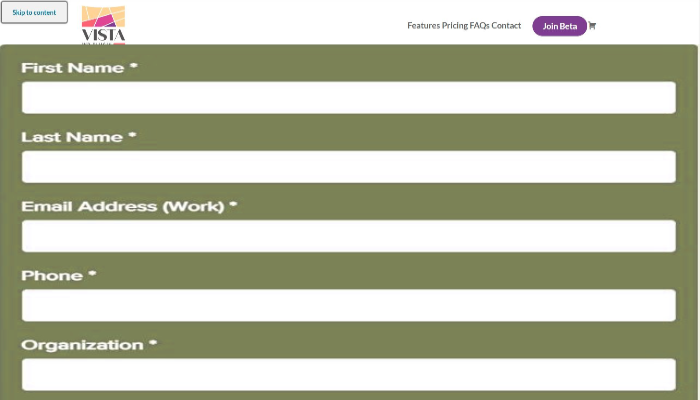 Skip to content
VISTA
Features Pricing FAQs Contact
Join Beta
First Name *
Last Name *
Email Address (Work) *
Phone *
Organization *